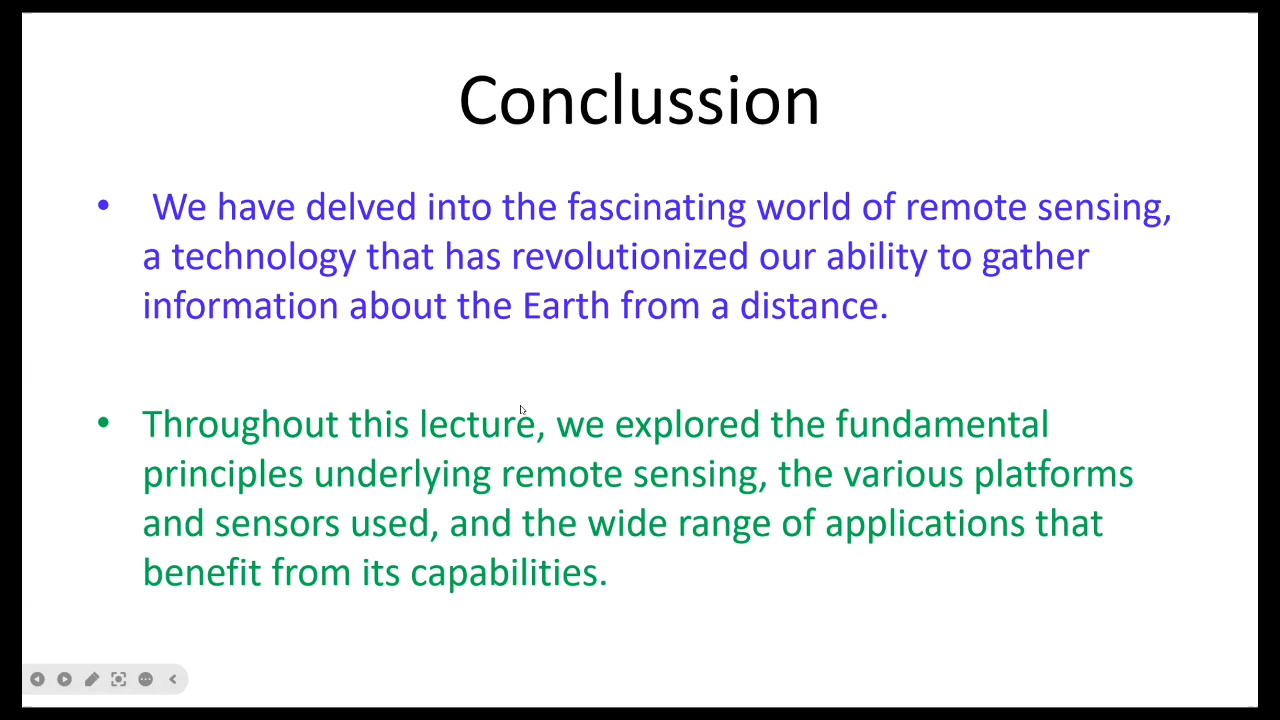 Conclussion
• We have delved into the fascinating world of remote sensing,
a technology that has revolutionized our ability to gather
information about the Earth from a distance.
• Throughout this lecture, we explored the fundamental
principles underlying remote sensing, the various platforms
and sensors used, and the wide range of applications that
benefit from its capabilities.